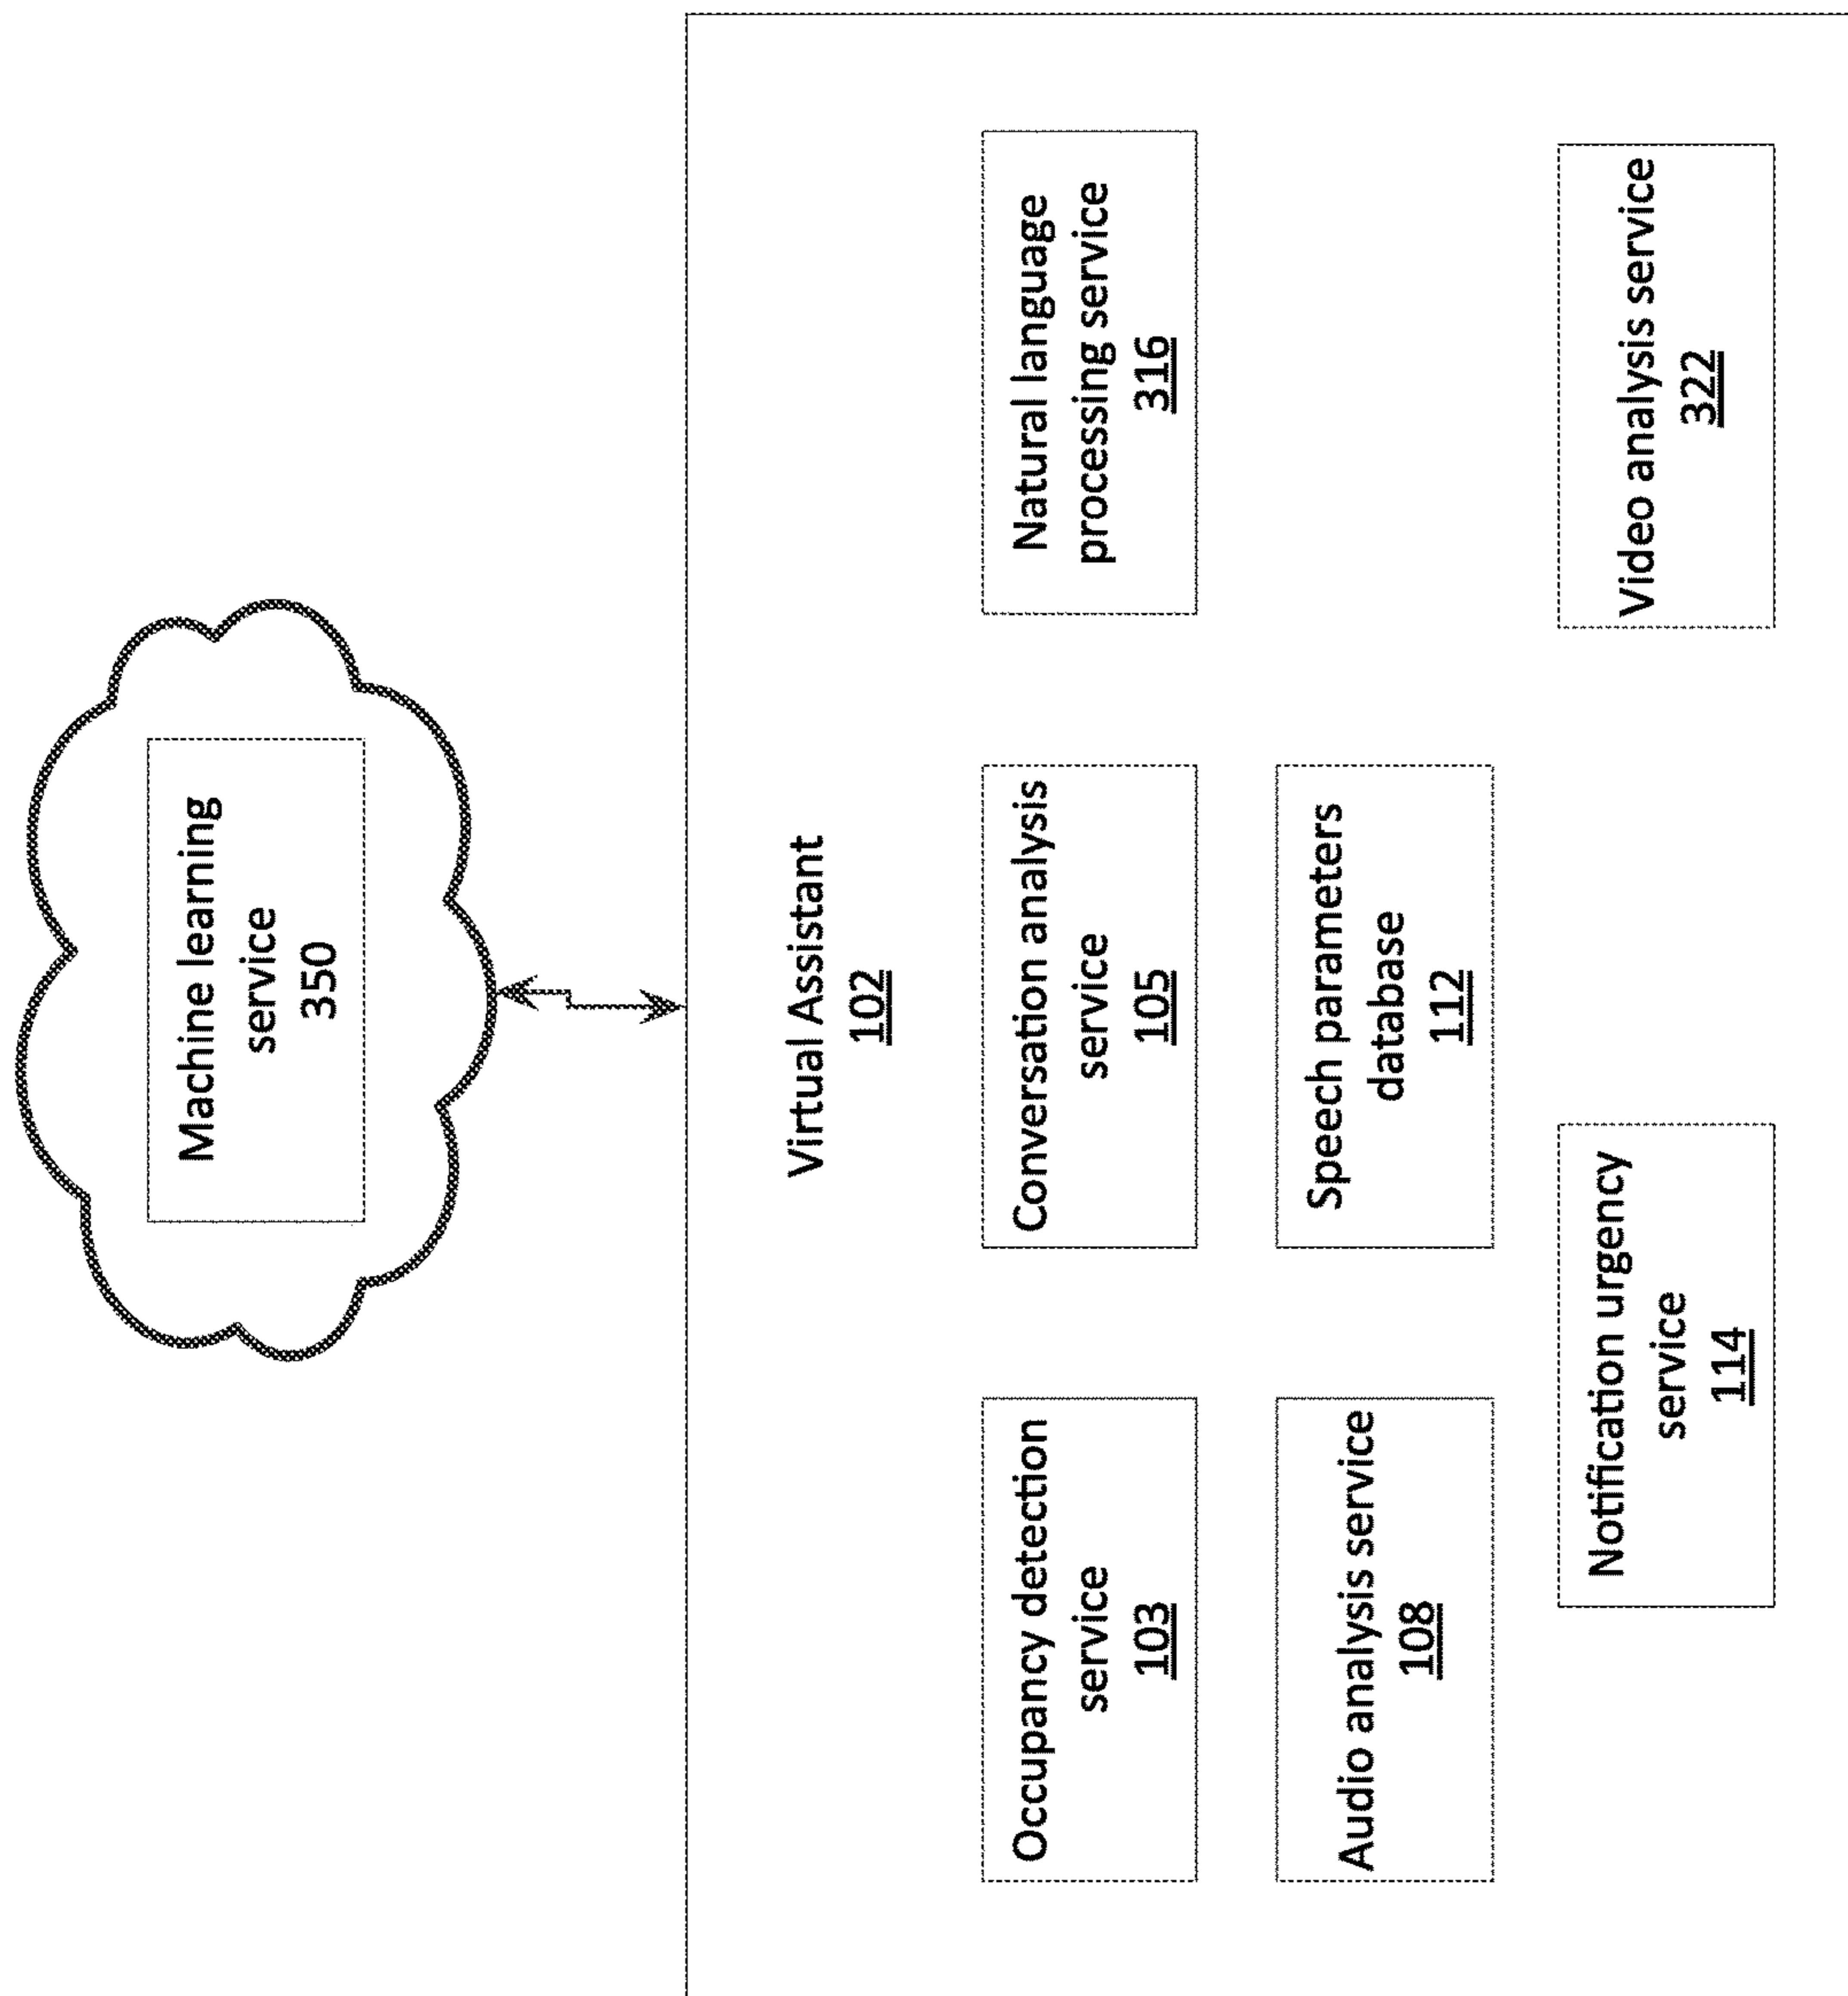 Machine learning
service
350
Virtual Assistant
102
Occupancy detection
service
103
Conversation analysis
service
105
Natural language
processing service
316
Audio analysis service
108
Speech parameters
database
112
Notification urgency
service
114
Video analysis service
322